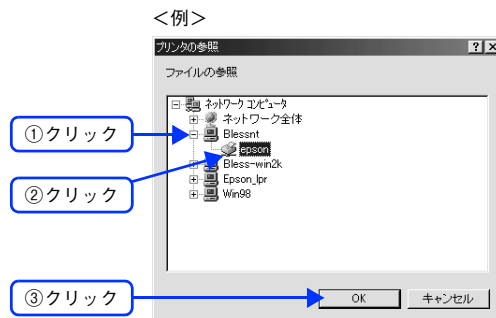 ＜例＞
プリンタの参照
ファイルの参照
ネットワーク コンピュータ
ネットワーク全体
①クリック
Blessnt
epson
②クリック
Bless-win2k
Epson_lpr
Win98
③クリック
OK
キャンセル